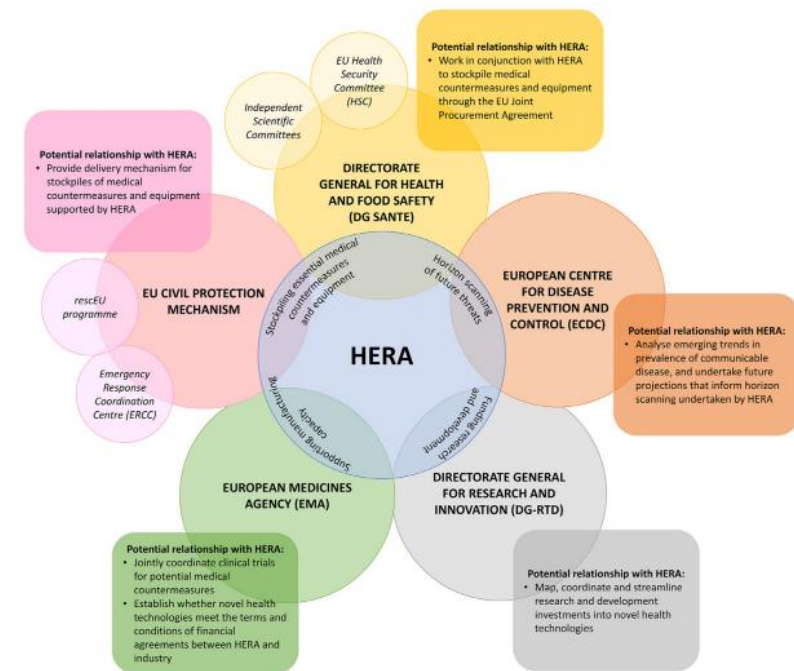 EU Health
Security
Committee
(HSC)
Independent
Scientific
Committees
Potential relationship with HERA:
• Work in conjunction with HERA
to stockpile medical
countermeasures and equipment
through the EU Joint
Procurement Agreement
Potential relationship with HERA:
• Provide delivery mechanism for
stockpiles of medical
countermeasures and equipment
supported by HERA
DIRECTORATE
GENERAL FOR HEALTH
AND FOOD SAFETY
(DG SANTE)
EU CIVIL PROTECTION
MECHANISM
rescEU
programme
Emergency
Response
Coordination
Centre (ERCC)
Stockpiling essential medical
countermeasures
and equipment
Horizon scanning
of future threats
HERA
EUROPEAN CENTRE
FOR DISEASE
PREVENTION AND
CONTROL (ECDC)
Potential relationship with HERA:
• Analyse emerging trends in
prevalence of communicable
disease, and undertake future
projections that inform horizon
scanning undertaken by HERA
Supporting manufacturing
capacity
Funding research
and development
EUROPEAN MEDICINES
AGENCY (EMA)
DIRECTORATE GENERAL
FOR RESEARCH AND
INNOVATION (DG-RTD)
Potential relationship with HERA:
• Jointly coordinate clinical trials
for potential medical
countermeasures
• Establish whether novel health
technologies meet the terms and
conditions of financial
agreements between HERA and
industry
Potential relationship with HERA:
• Map, coordinate and streamline
research and development
investments into novel health
technologies